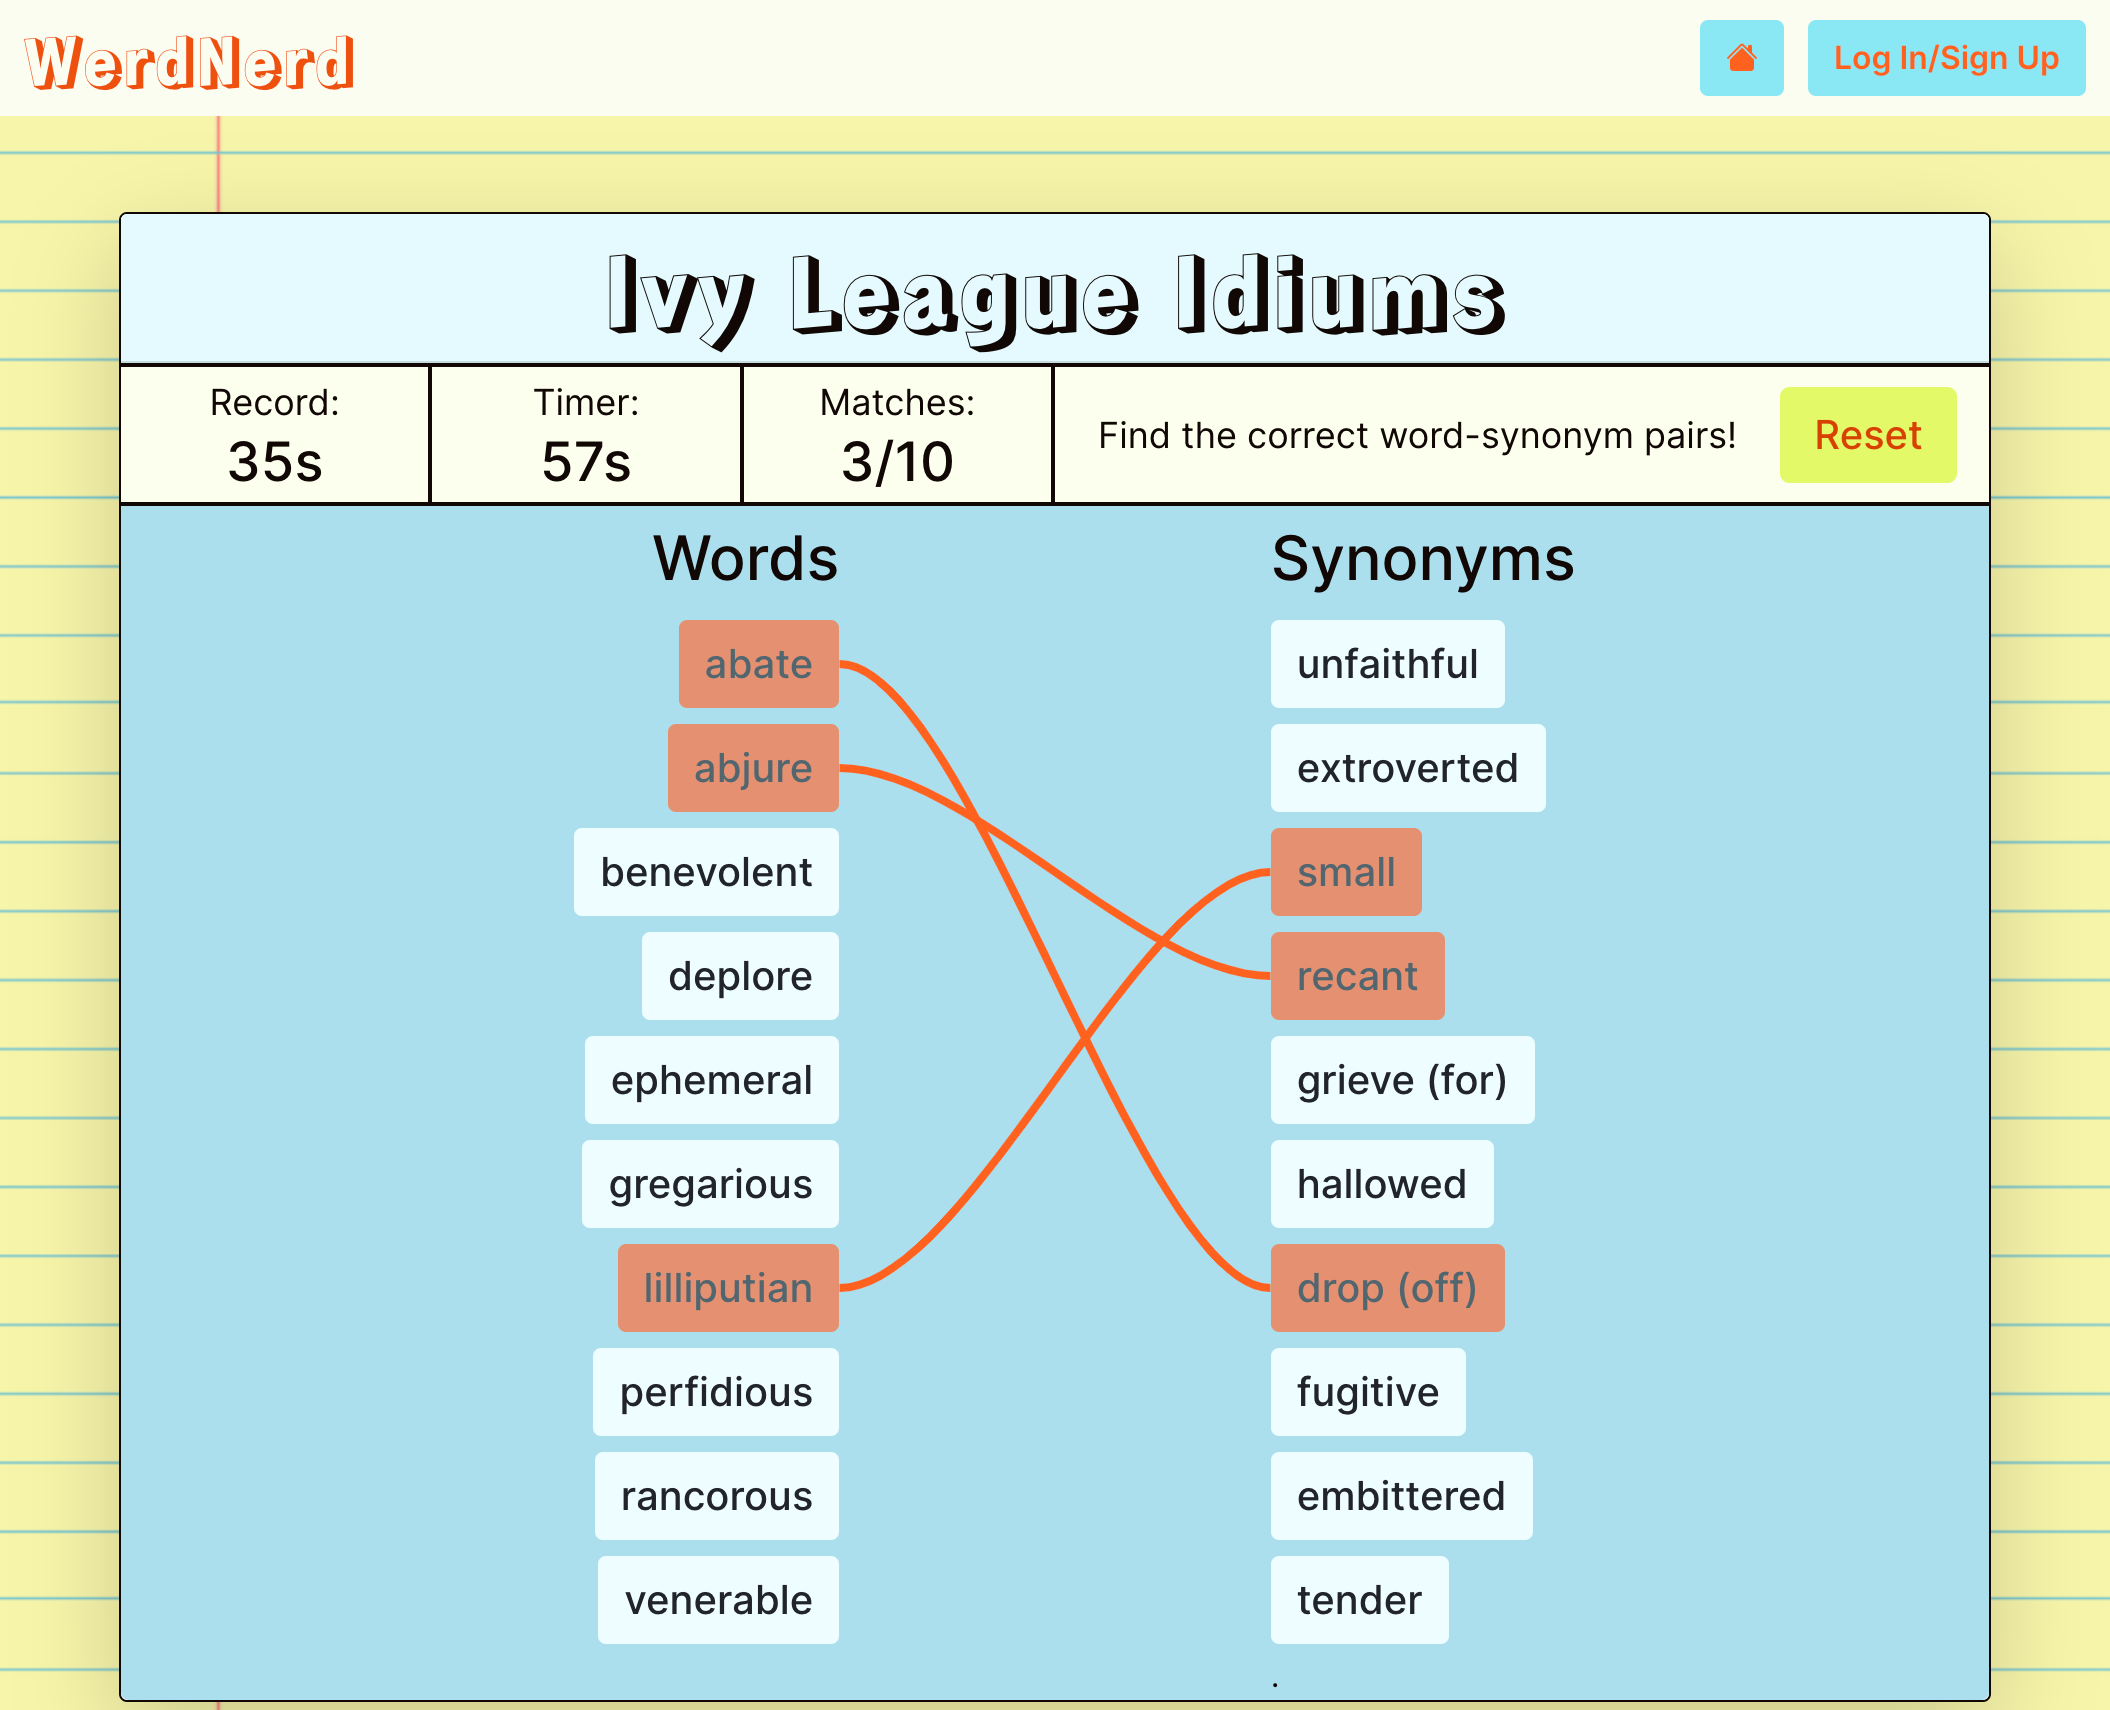 WerdNerd
Log In/Sign Up
Ivy League Idiums
Record:
35s
Timer:
57s
Matches:
3/10
Find the correct word-synonym pairs!
Reset
Words
abate
abjure
benevolent
deplore
ephemeral
gregarious
lilliputian
perfidious
rancorous
venerable
Synonyms
unfaithful
extroverted
small
recant
grieve (for)
hallowed
drop (off)
fugitive
embittered
tender
.